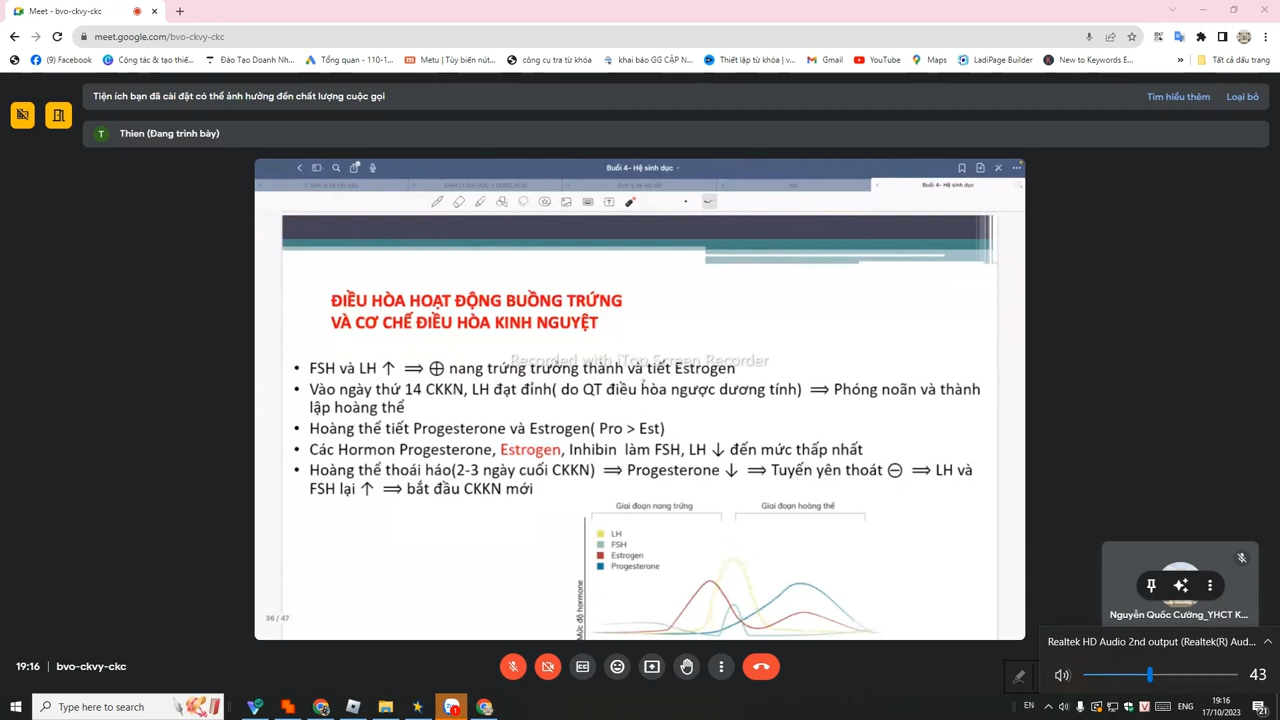 Meet - bvo-ckvy-ckc
meet.google.com/bvo-ckvy-ckc
(9) Facebook
Công tác & tạo thiế...
Đào Tạo Doanh Nh...
Tổng quan - 110-1...
Metu | Tùy biến nút...
công cụ tra từ khóa
khai báo GG CẤP N...
Thiết lập từ khóa | v...
Gmail
YouTube
Maps
LadiPage Builder
New to Keywords E...
»
Tất cả dấu trang
Tiện ích bạn đã cài đặt có thể ảnh hưởng đến chất lượng cuộc gọi
Tìm hiểu thêm
Loại bỏ
T Thien (Đang trình bày)
Buổi 4- Hệ sinh dục
Buổi 4- Hệ sinh dục
ĐIỀU HÒA HOẠT ĐỘNG BUỒNG TRỨNG
VÀ CƠ CHẾ ĐIỀU HÒA KINH NGUYỆT
Recorded with iTop Screen Recorder
• FSH và LH ↑ ⟹ ⊕ nang trứng trưởng thành và tiết Estrogen
• Vào ngày thứ 14 CKKN, LH đạt đỉnh( do QT điều hòa ngược dương tính) ⟹ Phóng noãn và thành
lập hoàng thể
• Hoàng thể tiết Progesterone và Estrogen( Pro > Est)
• Các Hormon Progesterone, Estrogen, Inhibin làm FSH, LH ↓ đến mức thấp nhất
• Hoàng thể thoái háo(2-3 ngày cuối CKKN) ⟹ Progesterone ↓ ⟹ Tuyến yên thoát ⊖ ⟹ LH và
FSH lại ↑ ⟹ bắt đầu CKKN mới
Giai đoạn nang trứng
Giai đoạn hoàng thể
LH
FSH
Estrogen
Progesterone
Mức độ hormone
36 / 47
Nguyễn Quốc Cường_YHCT K...
Realtek HD Audio 2nd output (Realtek(R) Aud...
43
19:16
bvo-ckvy-ckc
Type here to search
EN
ENG
19:16
17/10/2023
21